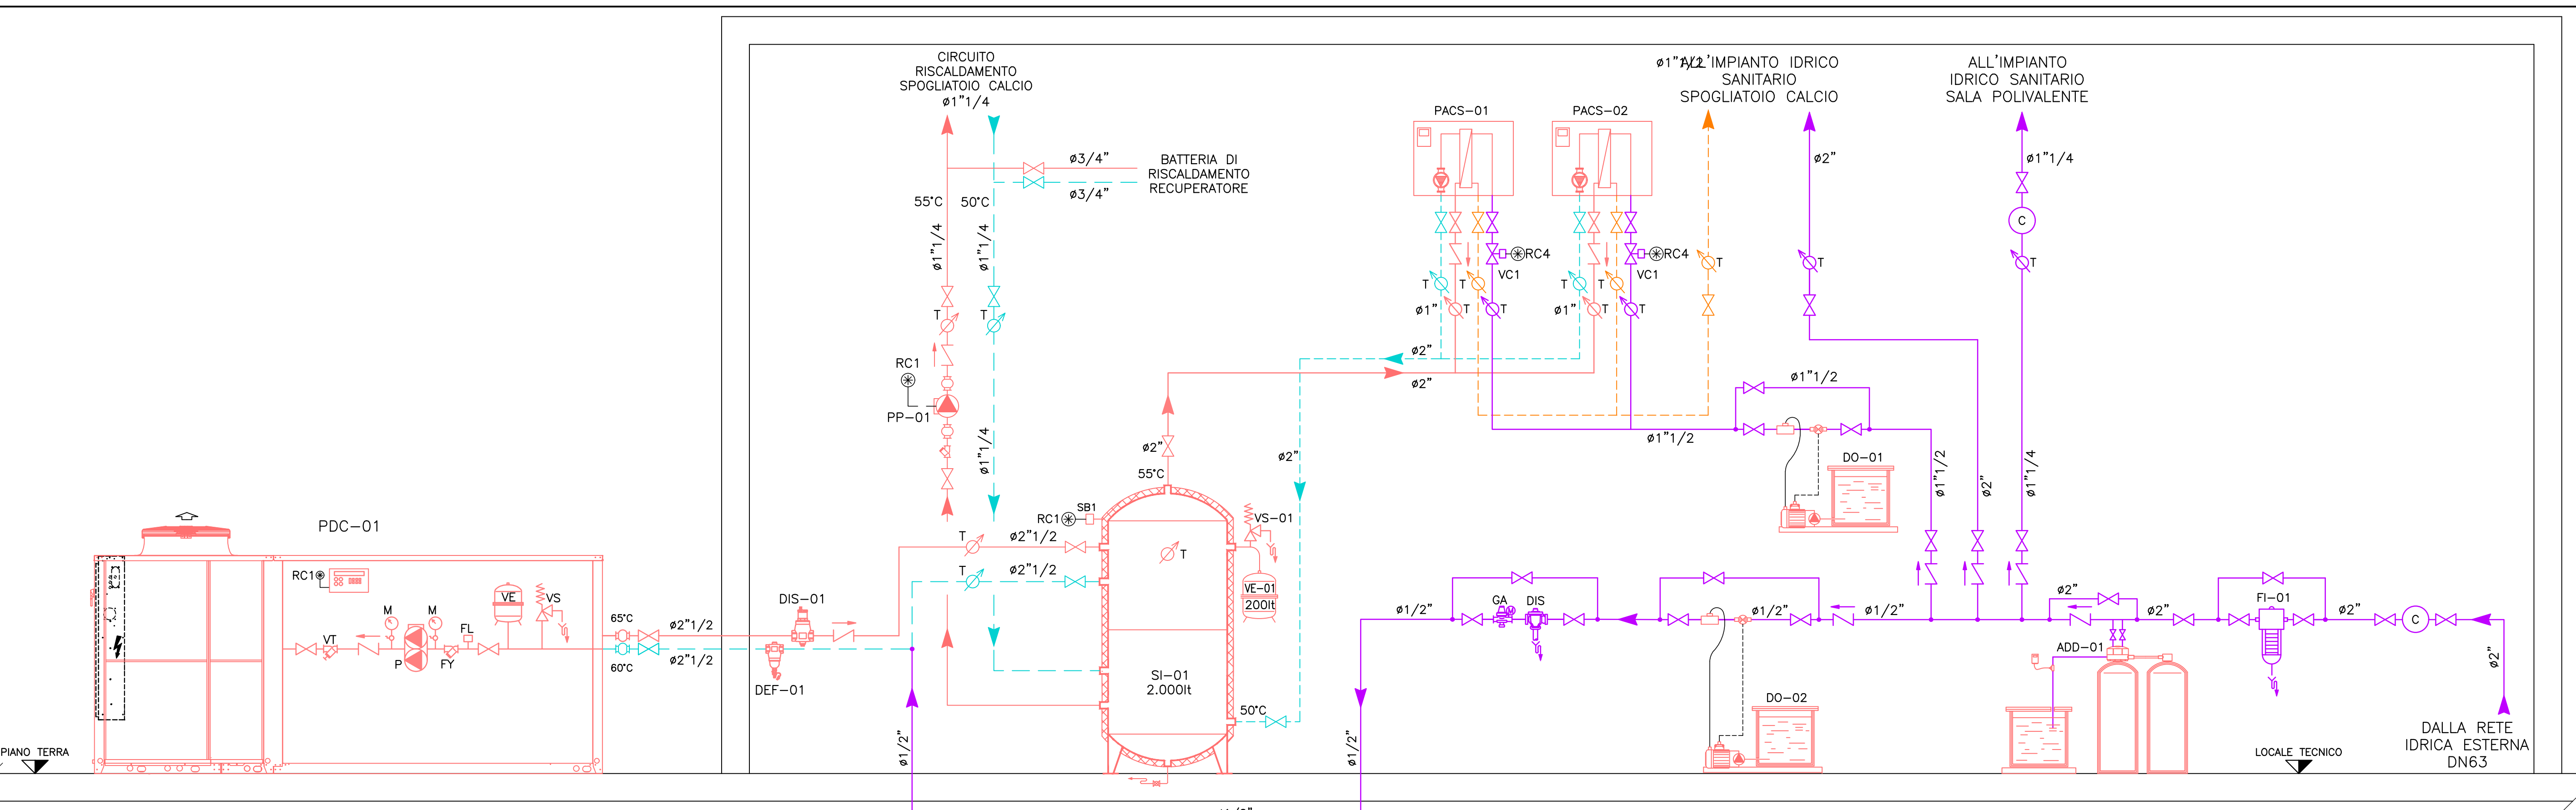 CIRCUITO
RISCALDAMENTO
SPOGLIATOIO CALCIO
ø1"1/4
ø3/4"
ø3/4"
BATTERIA DI
RISCALDAMENTO
RECUPERATORE
55°C
50°C
ø1"1/4
ø1"1/4
T
T
RC1
PP-01
ø1"1/4
PACS-01
PACS-02
ø1"1/2
ALL'IMPIANTO IDRICO
SANITARIO
SPOGLIATOIO CALCIO
ALL'IMPIANTO
IDRICO SANITARIO
SALA POLIVALENTE
ø2"
ø1"1/4
C
RC4
RC4
VC1
VC1
T
T
T
T
T
T
T
ø1"
T
T
ø1"
T
T
ø2"
ø2"
ø1"1/2
ø1"1/2
ø2"
ø2"
55°C
DO-01
ø1"1/2
ø2"
ø1"1/4
PDC-01
RC1
M
M
FL
VT
P
FY
VE
VS
65°C
60°C
ø2"1/2
ø2"1/2
DIS-01
DEF-01
RC1
SB1
T
ø2"1/2
T
ø2"1/2
T
VS-01
VE-01
200lt
SI-01
2.000lt
50°C
ø1/2"
ø1/2"
GA
DIS
ø1/2"
ø1/2"
ø1/2"
DO-02
ø2"
ø2"
FI-01
ø2"
C
ADD-01
ø2"
DALLA RETE
IDRICA ESTERNA
DN63
PIANO TERRA
LOCALE TECNICO